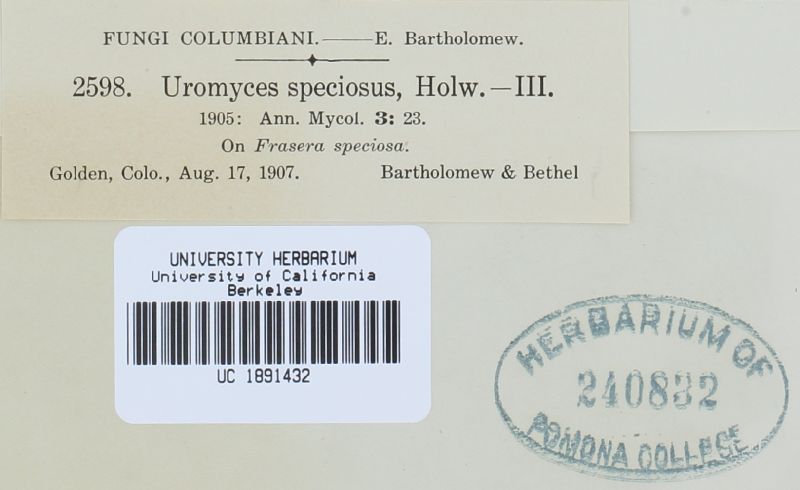 FUNGI COLUMBIANI.——E. Bartholomew.
2598. Uromyces speciosus, Holw.—III.
1905: Ann. Mycol. 3: 23.
On Frasera speciosa.
Golden, Colo., Aug. 17, 1907. Bartholomew & Bethel
UNIVERSITY HERBARIUM
University of California
Berkeley
UC 1891432
HERBARIUM OF
240832
POMONA COLLEGE